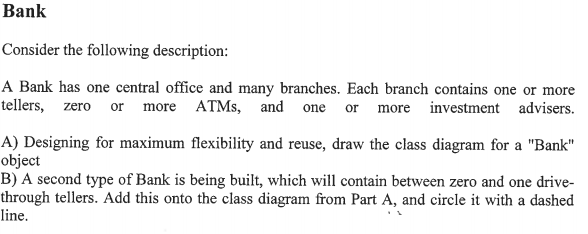 Bank
Consider the following description:
A Bank has one central office and many branches. Each branch contains one or more
tellers, zero or more ATMs, and one or more investment advisers.
A) Designing for maximum flexibility and reuse, draw the class diagram for a "Bank"
object
B) A second type of Bank is being built, which will contain between zero and one drive-
through tellers. Add this onto the class diagram from Part A, and circle it with a dashed
line.